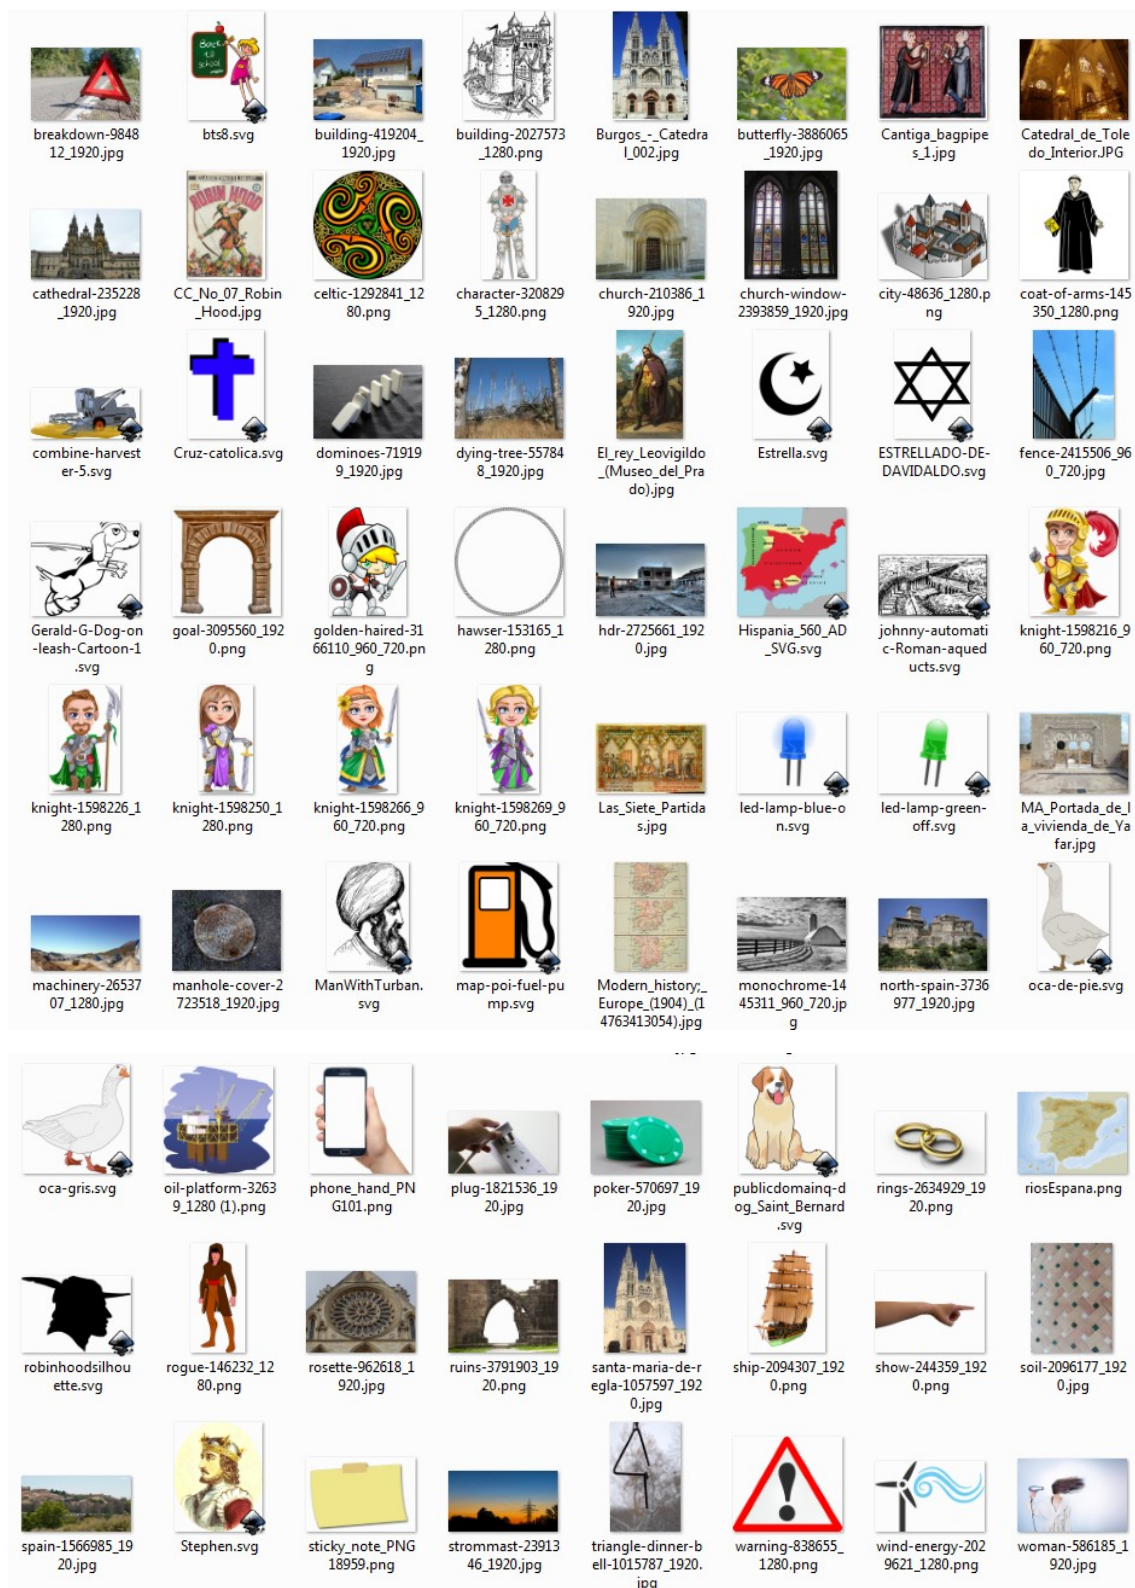 breakdown-9848
12_1920.jpg
Back
to
school
bts8.svg
building-419204_
1920.jpg
building-2027573
_1280.png
Burgos_-_Catedra
l_002.jpg
butterfly-3886065
_1920.jpg
Cantiga_bagpipe
s_1.jpg
Catedral_de_Tole
do_Interior.JPG
cathedral-235228
_1920.jpg
ROBIN HOOD
CC_No_07_Robin
_Hood.jpg
celtic-1292841_12
80.png
character-320829
5_1280.png
church-210386_1
920.jpg
church-window-
2393859_1920.jpg
city-48636_1280.p
ng
coat-of-arms-145
350_1280.png
combine-harvest
er-5.svg
Cruz-catolica.svg
dominoes-71919
9_1920.jpg
dying-tree-55784
8_1920.jpg
El_rey_Leovigildo
_(Museo_del_Pra
do).jpg
Estrella.svg
ESTRELLADO-DE-
DAVIDALDO.svg
fence-2415506_96
0_720.jpg
Gerald-G-Dog-on
-leash-Cartoon-1
.svg
goal-3095560_192
0.png
golden-haired-31
66110_960_720.pn
g
hawser-153165_1
280.png
hdr-2725661_192
0.jpg
Hispania_560_AD
_SVG.svg
johnny-automati
c-Roman-aqued
ucts.svg
knight-1598216_9
60_720.png
knight-1598226_1
280.png
knight-1598250_1
280.png
knight-1598266_9
60_720.png
knight-1598269_9
60_720.png
Las_Siete_Partida
s.jpg
led-lamp-blue-o
n.svg
led-lamp-green-
off.svg
MA_Portada_de_l
a_vivienda_de_Ya
far.jpg
machinery-26537
07_1280.jpg
manhole-cover-2
723518_1920.jpg
ManWithTurban.
svg
map-poi-fuel-pu
mp.svg
Modern_history;_
Europe_(1904)_(1
4763413054).jpg
monochrome-14
45311_960_720.jp
g
north-spain-3736
977_1920.jpg
oca-de-pie.svg
oca-gris.svg
oil-platform-3263
9_1280 (1).png
phone_hand_PN
G101.png
plug-1821536_19
20.jpg
poker-570697_19
20.jpg
publicdomainq-d
og_Saint_Bernard
.svg
rings-2634929_19
20.png
riosEspana.png
robinhoodsilhou
ette.svg
rogue-146232_12
80.png
rosette-962618_1
920.jpg
ruins-3791903_19
20.png
santa-maria-de-r
egla-1057597_192
0.jpg
ship-2094307_192
0.png
show-244359_192
0.png
soil-2096177_192
0.jpg
spain-1566985_19
20.jpg
Stephen.svg
sticky_note_PNG
18959.png
strommast-23913
46_1920.jpg
triangle-dinner-b
ell-1015787_1920.
jpg
warning-838655_
1280.png
wind-energy-202
9621_1280.png
woman-586185_1
920.jpg